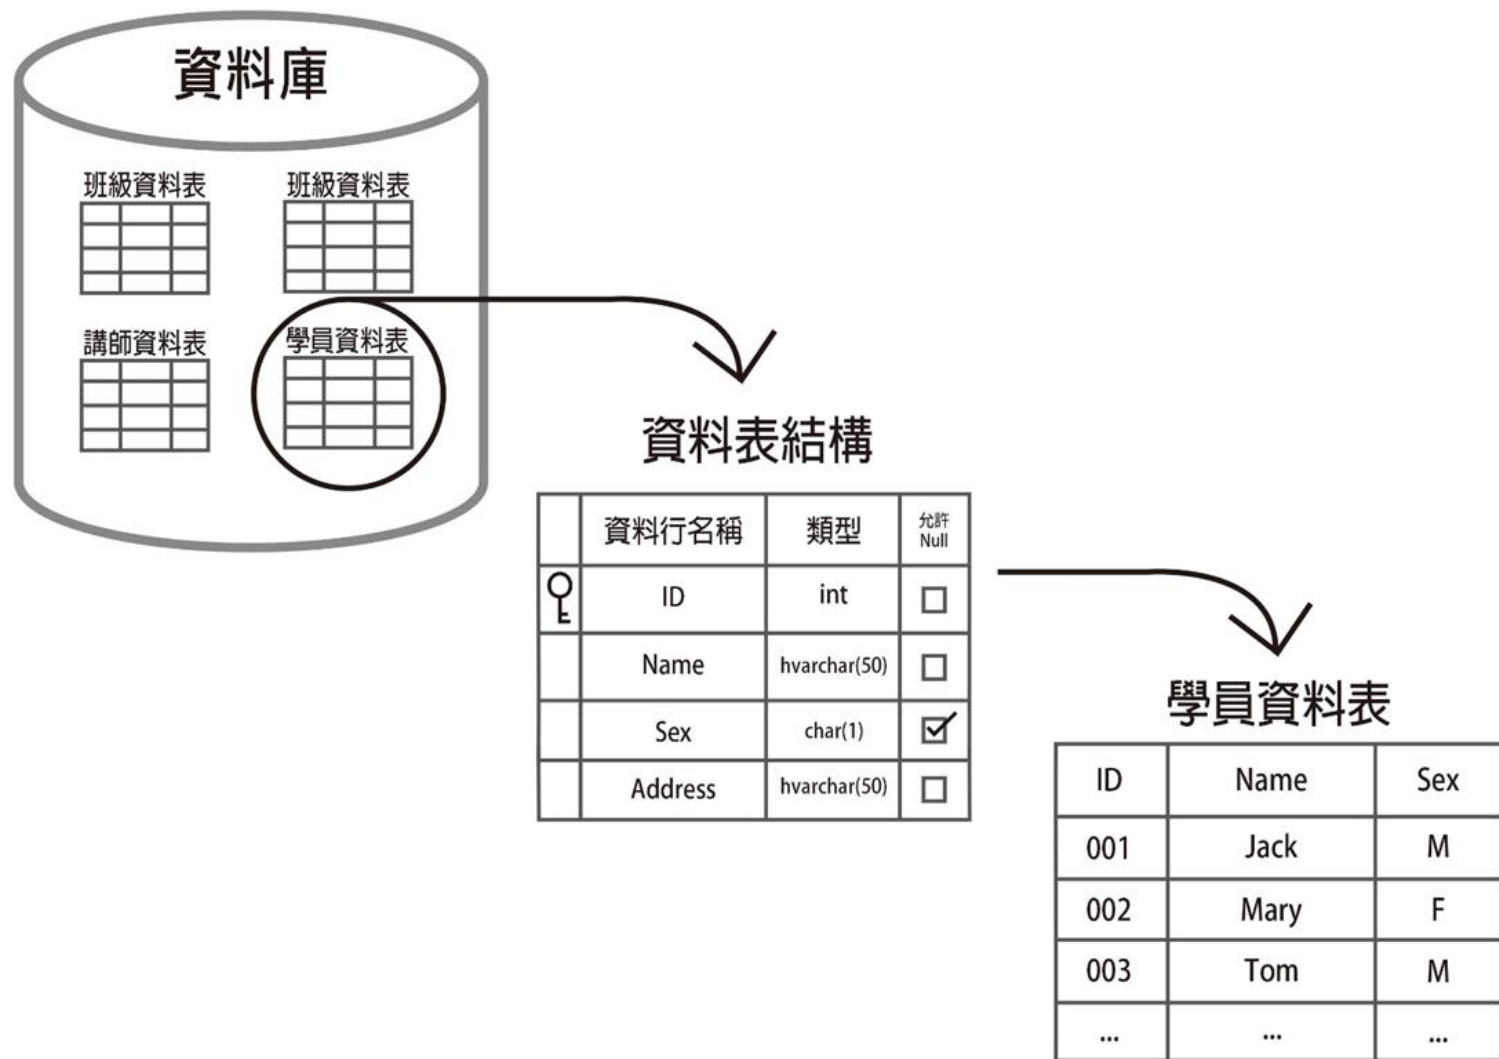 資料庫
班級資料表 班級資料表
講師資料表 學員資料表
資料表結構
資料行名稱 類型 允許 Null
ID int
Name hvarchar(50)
Sex char(1)
Address hvarchar(50)
學員資料表
ID Name Sex
001 Jack M
002 Mary F
003 Tom M
... ... ...